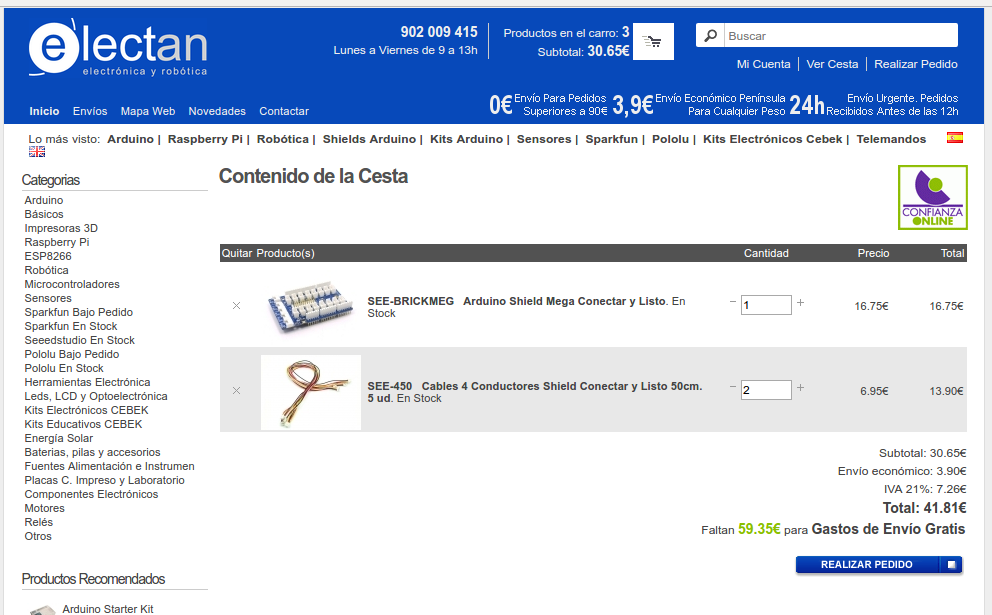 electan
electrónica y robótica
902 009 415
Lunes a Viernes de 9 a 13h
Productos en el carro: 3
Subtotal: 30.65€
Buscar
Mi Cuenta | Ver Cesta | Realizar Pedido
Inicio Envíos Mapa Web Novedades Contactar
0€ Envío Para Pedidos Superiores a 90€
3,9€ Envío Económico Península Para Cualquier Peso
24h Envío Urgente. Pedidos Recibidos Antes de las 12h
Lo más visto: Arduino | Raspberry Pi | Robótica | Shields Arduino | Kits Arduino | Sensores | Sparkfun | Pololu | Kits Electrónicos Cebek | Telemandos
Categorias
Arduino
Básicos
Impresoras 3D
Raspberry Pi
ESP8266
Robótica
Microcontroladores
Sensores
Sparkfun Bajo Pedido
Sparkfun En Stock
Seeedstudio En Stock
Pololu Bajo Pedido
Pololu En Stock
Herramientas Electrónica
Leds, LCD y Optoelectrónica
Kits Electrónicos CEBEK
Kits Educativos CEBEK
Energía Solar
Baterias, pilas y accesorios
Fuentes Alimentación e Instrumen
Placas C. Impreso y Laboratorio
Componentes Electrónicos
Motores
Relés
Otros
Productos Recomendados
Arduino Starter Kit
Contenido de la Cesta
CONFIANZA
ONLINE
Quitar Producto(s) Cantidad Precio Total
SEE-BRICKMEG Arduino Shield Mega Conectar y Listo. En
Stock
− 1 + 16.75€ 16.75€
SEE-450 Cables 4 Conductores Shield Conectar y Listo 50cm.
5 ud. En Stock
− 2 + 6.95€ 13.90€
Subtotal: 30.65€
Envío económico: 3.90€
IVA 21%: 7.26€
Total: 41.81€
Faltan 59.35€ para Gastos de Envío Gratis
REALIZAR PEDIDO